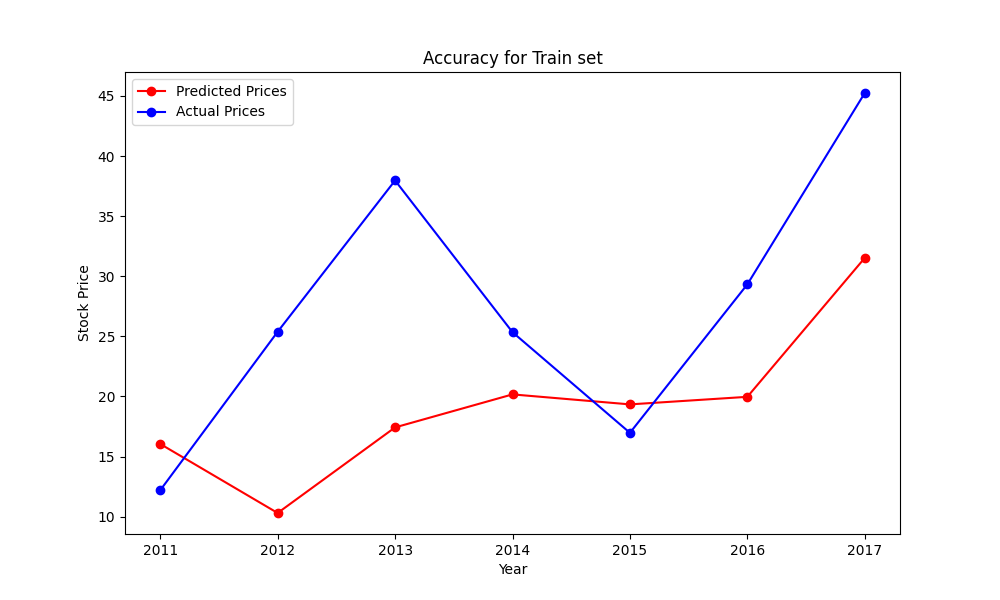 Accuracy for Train set
Predicted Prices
Actual Prices
45
40
35
30
25
20
15
10
Stock Price
2011 2012 2013 2014 2015 2016 2017
Year